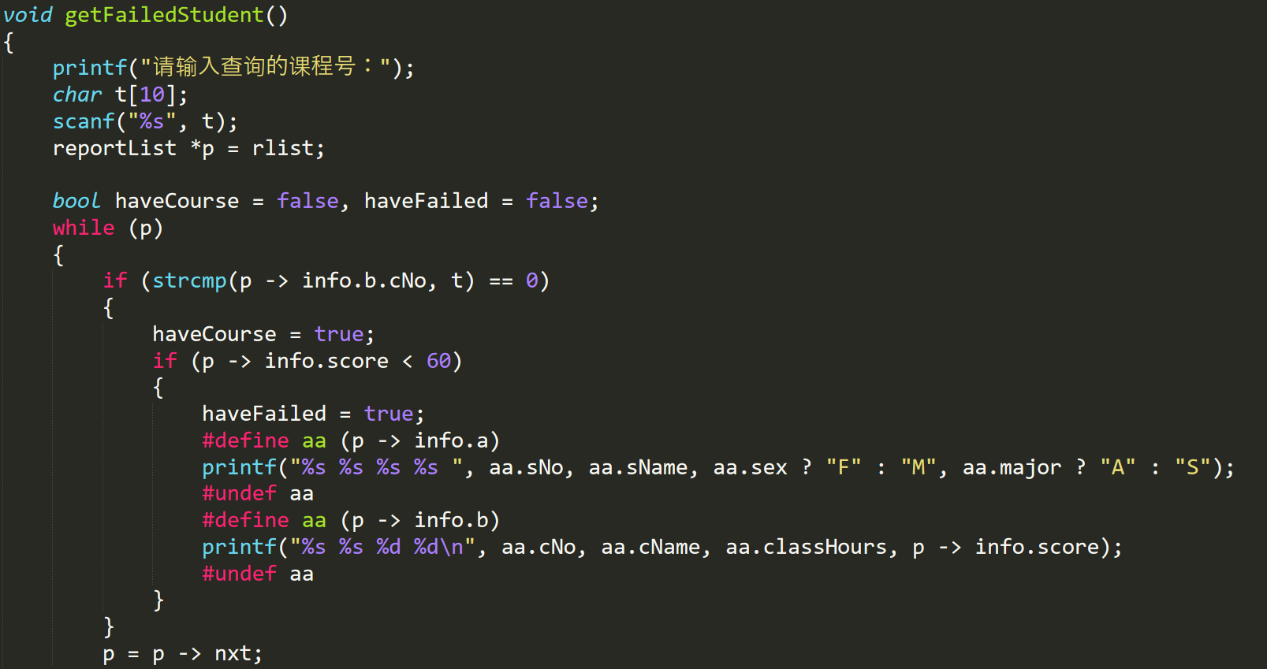 void getFailedStudent()
{
    printf("请输入查询的课程号：");
    char t[10];
    scanf("%s", t);
    reportList *p = rlist;

    bool haveCourse = false, haveFailed = false;
    while (p)
    {
        if (strcmp(p -> info.b.cNo, t) == 0)
        {
            haveCourse = true;
            if (p -> info.score < 60)
            {
                haveFailed = true;
                #define aa (p -> info.a)
                printf("%s %s %s %s ", aa.sNo, aa.sName, aa.sex ? "F" : "M", aa.major ? "A" : "S");
                #undef aa
                #define aa (p -> info.b)
                printf("%s %s %d %d\n", aa.cNo, aa.cName, aa.classHours, p -> info.score);
                #undef aa
            }
        }
        p = p -> nxt;